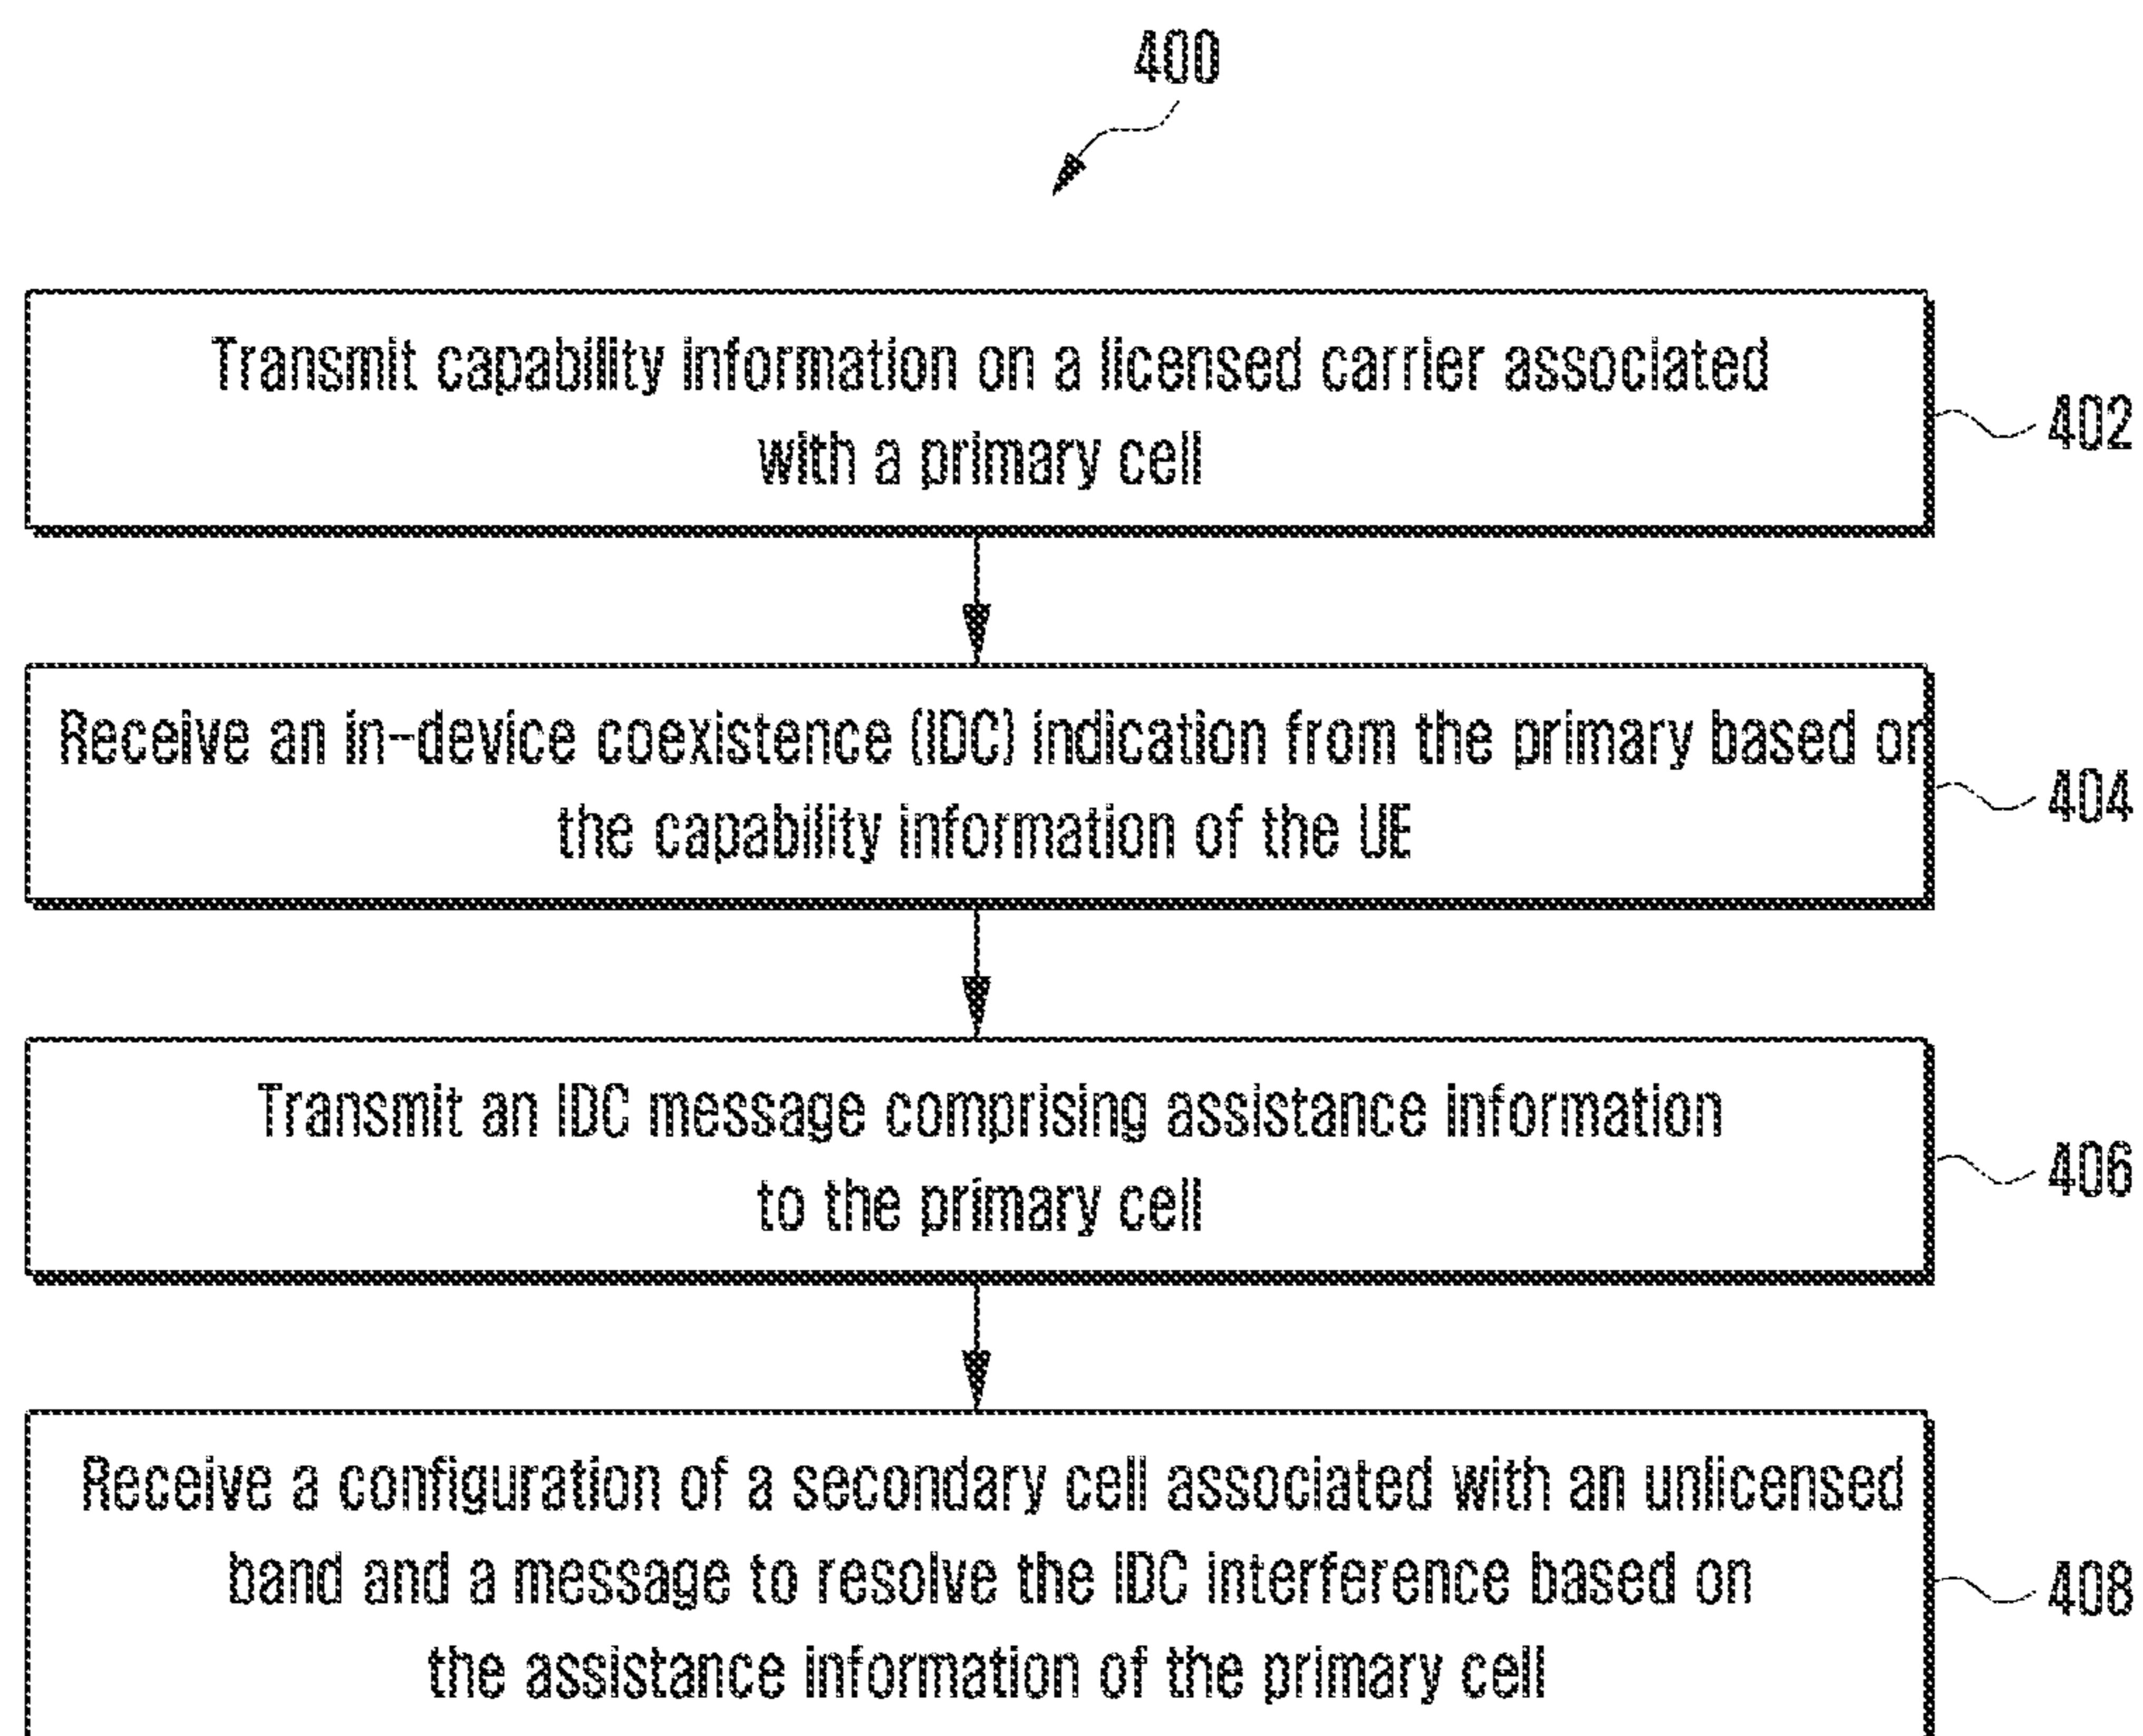 400
Transmit capability information on a licensed carrier associated
with a primary cell
402
Receive an in-device coexistence (IDC) indication from the primary based on
the capability information of the UE
404
Transmit an IDC message comprising assistance information
to the primary cell
406
Receive a configuration of a secondary cell associated with an unlicensed
band and a message to resolve the IDC interference based on
the assistance information of the primary cell
408